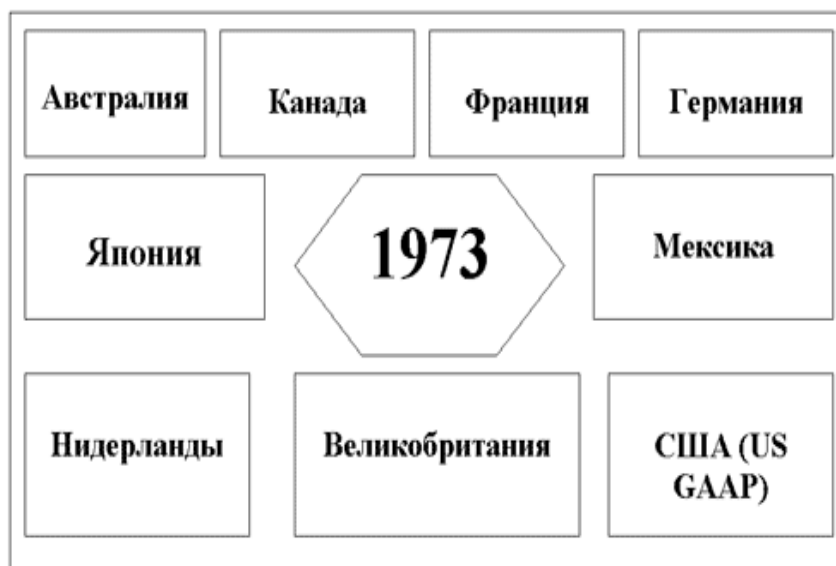 Австралия
Канада
Франция
Германия
Япония
1973
Мексика
Нидерланды
Великобритания
США (US
GAAP)